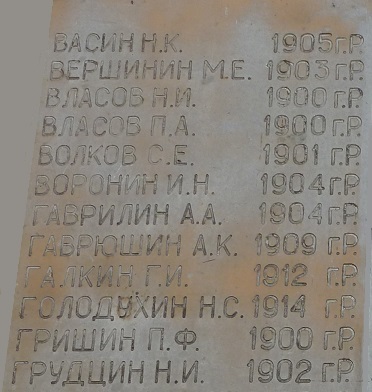 ВАСИН Н.К. 1905 г.р.
ВЕРШИНИН М.Е. 1903 г.р.
ВЛАСОВ Н.И. 1900 г.р.
ВЛАСОВ П.А. 1900 г.р.
ВОЛКОВ С.Е. 1901 г.р.
ВОРОНИН И.Н. 1904 г.р.
ГАВРИЛИН А.А. 1904 г.р.
ГАВРЮШИН А.К. 1909 г.р.
ГАЛКИН Г.И. 1912 г.р.
ГОЛОДУХИН Н.С. 1914 г.р.
ГРИШИН П.Ф. 1900 г.р.
ГРУДЦИН Н.И. 1902 г.р.